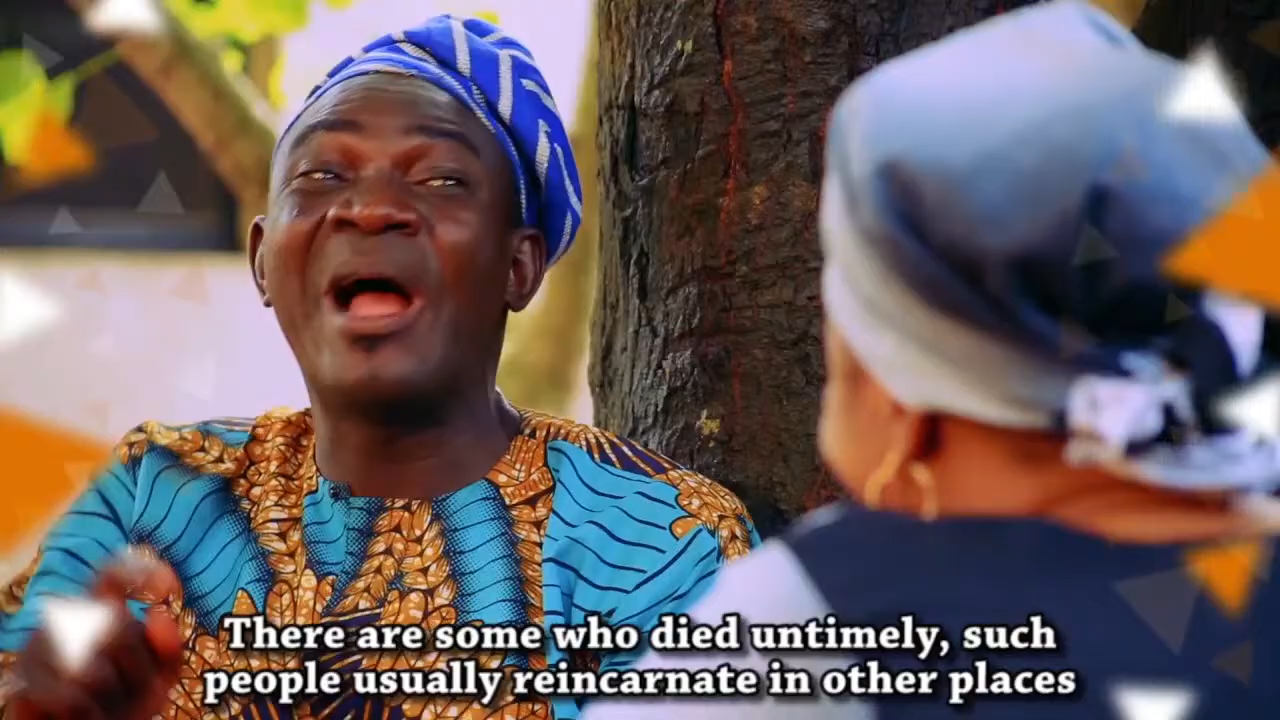 There are some who died untimely, such
people usually reincarnate in other places